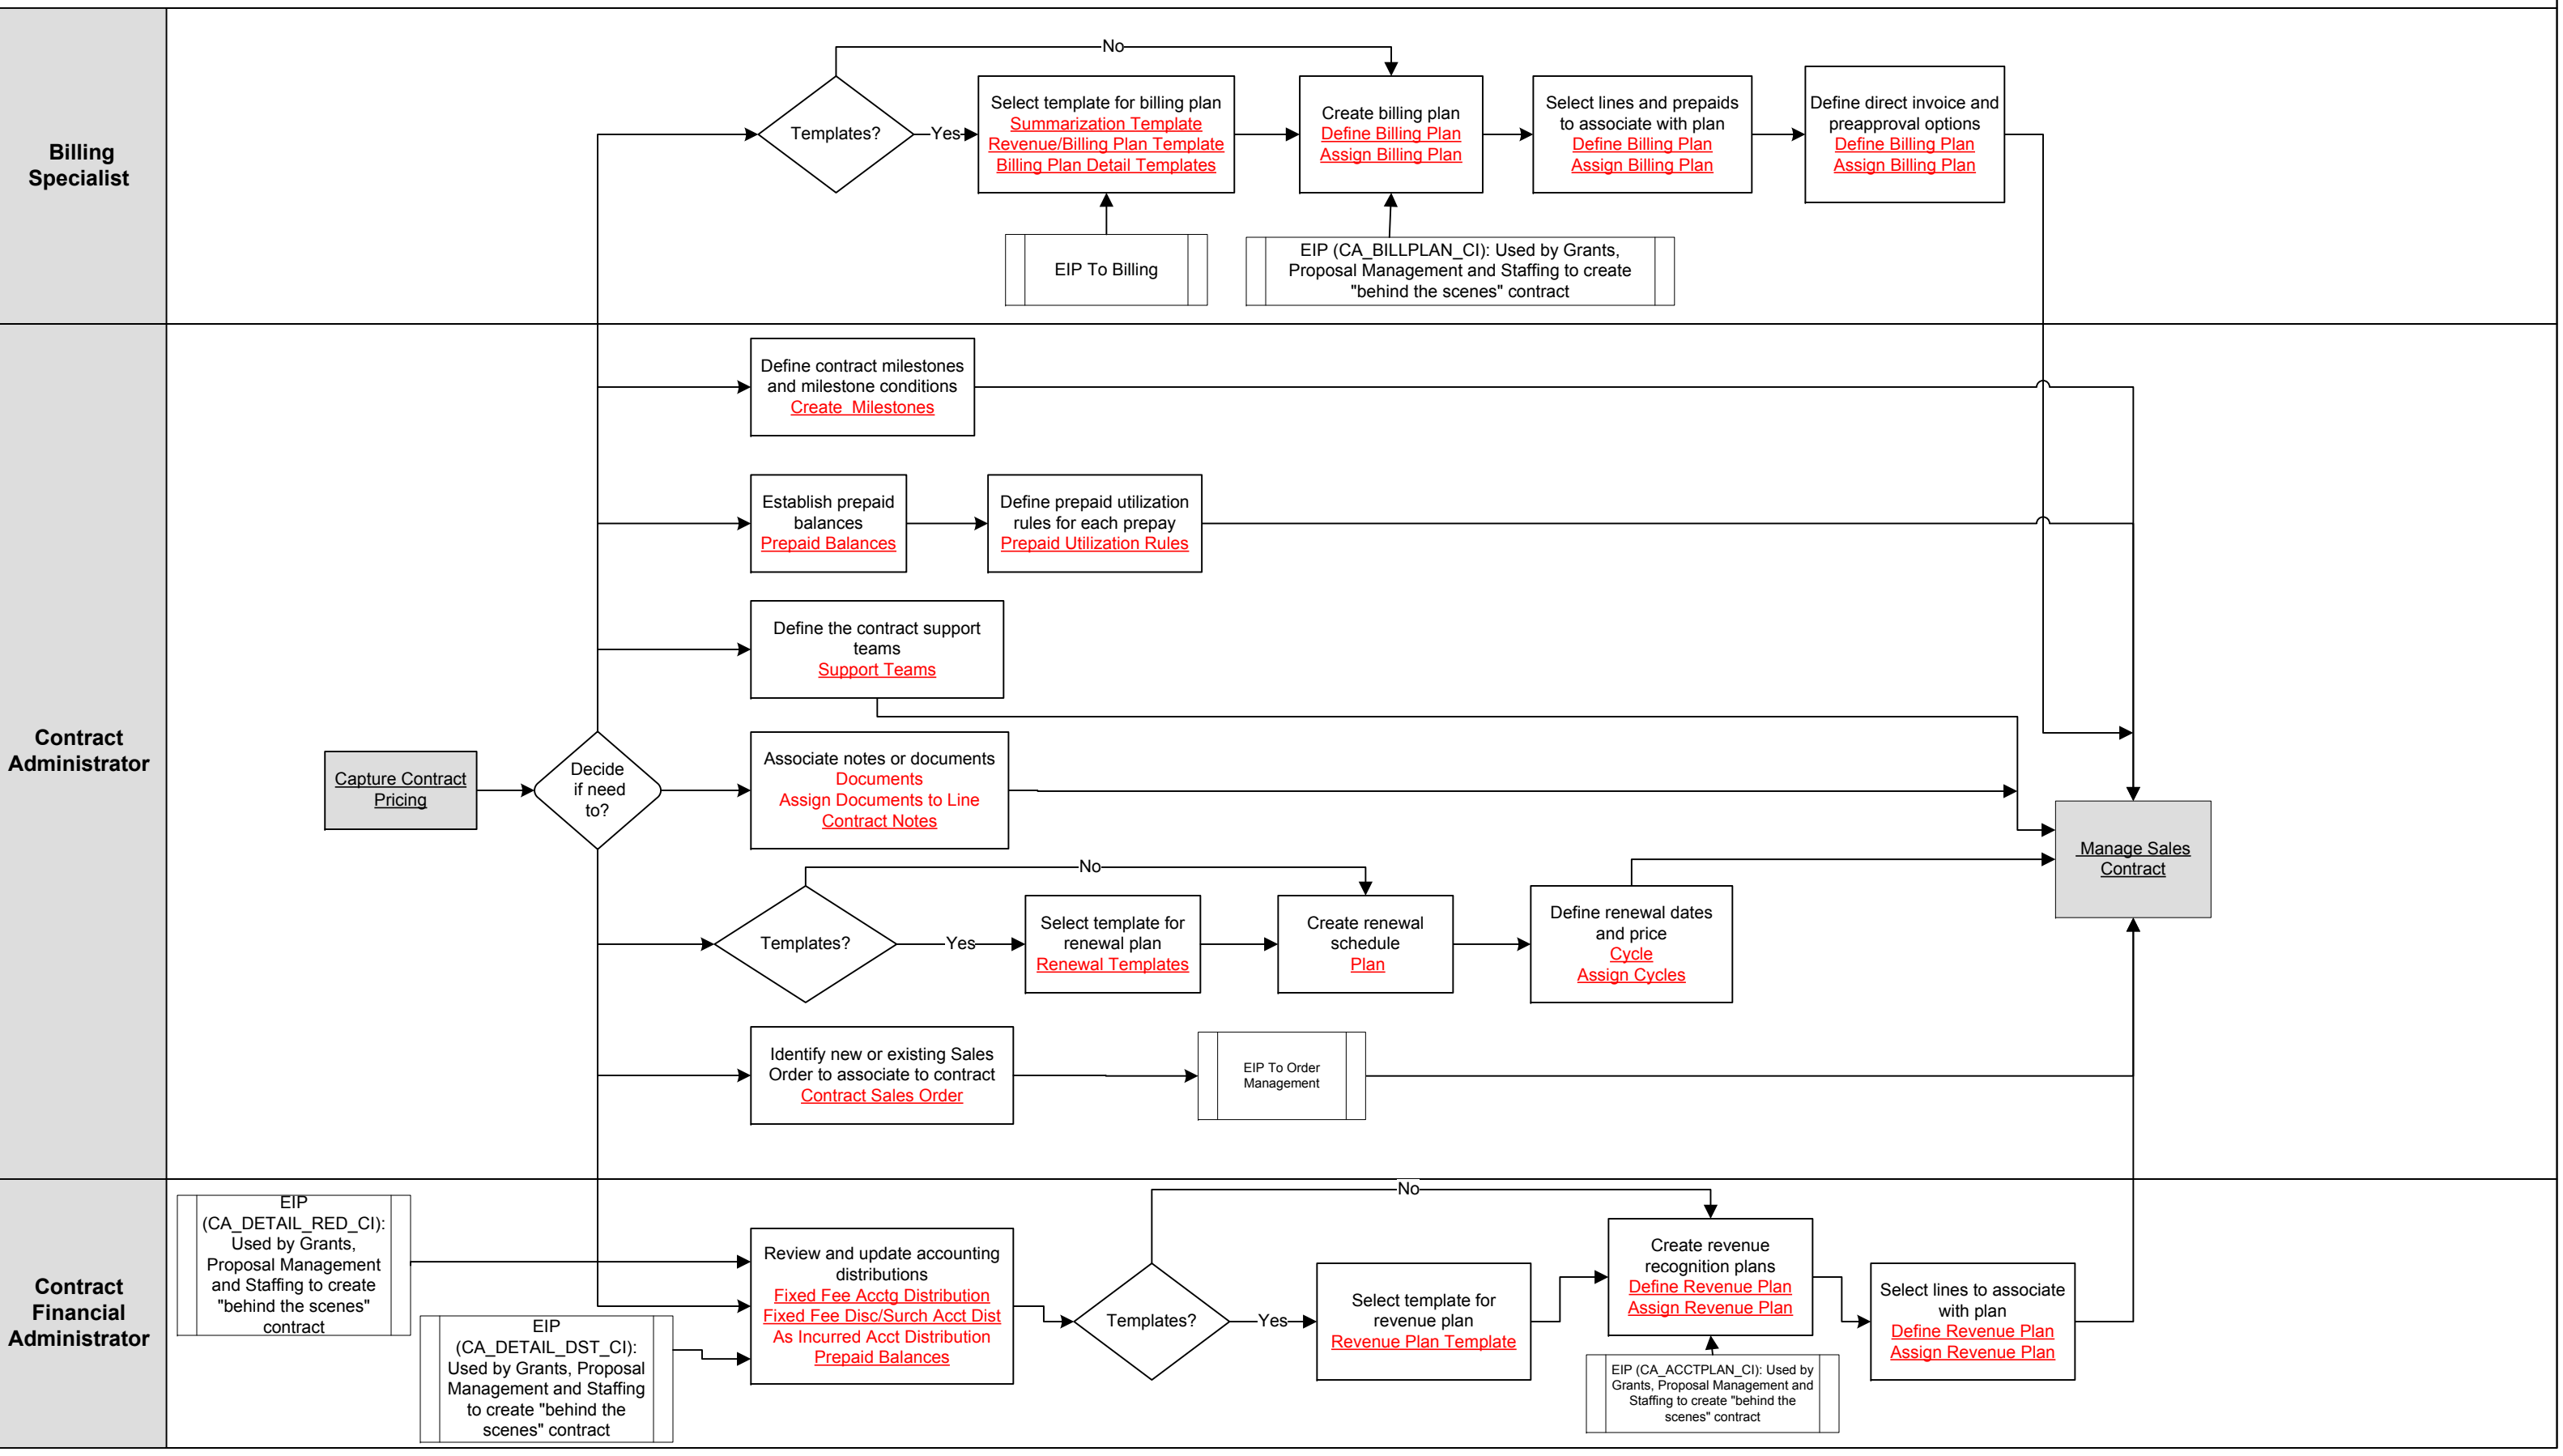 Billing
Specialist
No
Templates?
Yes
Select template for billing plan
Summarization Template
Revenue/Billing Plan Template
Billing Plan Detail Templates
Create billing plan
Define Billing Plan
Assign Billing Plan
Select lines and prepaids
to associate with plan
Define Billing Plan
Assign Billing Plan
Define direct invoice and
preapproval options
Define Billing Plan
Assign Billing Plan
EIP To Billing
EIP (CA_BILLPLAN_CI): Used by Grants,
Proposal Management and Staffing to create
"behind the scenes" contract
Contract
Administrator
Define contract milestones
and milestone conditions
Create  Milestones
Establish prepaid
balances
Prepaid Balances
Define prepaid utilization
rules for each prepay
Prepaid Utilization Rules
Define the contract support
teams
Support Teams
Capture Contract
Pricing
Decide
if need
to?
Associate notes or documents
Documents
Assign Documents to Line
Contract Notes
Manage Sales
Contract
No
Templates?
Yes
Select template for
renewal plan
Renewal Templates
Create renewal
schedule
Plan
Define renewal dates
and price
Cycle
Assign Cycles
Identify new or existing Sales
Order to associate to contract
Contract Sales Order
EIP To Order
Management
Contract
Financial
Administrator
EIP
(CA_DETAIL_RED_CI):
Used by Grants,
Proposal Management
and Staffing to create
"behind the scenes"
contract
EIP
(CA_DETAIL_DST_CI):
Used by Grants, Proposal
Management and Staffing
to create "behind the
scenes" contract
Review and update accounting
distributions
Fixed Fee Acctg Distribution
Fixed Fee Disc/Surch Acct Dist
As Incurred Acct Distribution
Prepaid Balances
No
Templates?
Yes
Select template for
revenue plan
Revenue Plan Template
Create revenue
recognition plans
Define Revenue Plan
Assign Revenue Plan
EIP (CA_ACCTPLAN_CI): Used by
Grants, Proposal Management and
Staffing to create "behind the
scenes" contract
Select lines to associate
with plan
Define Revenue Plan
Assign Revenue Plan